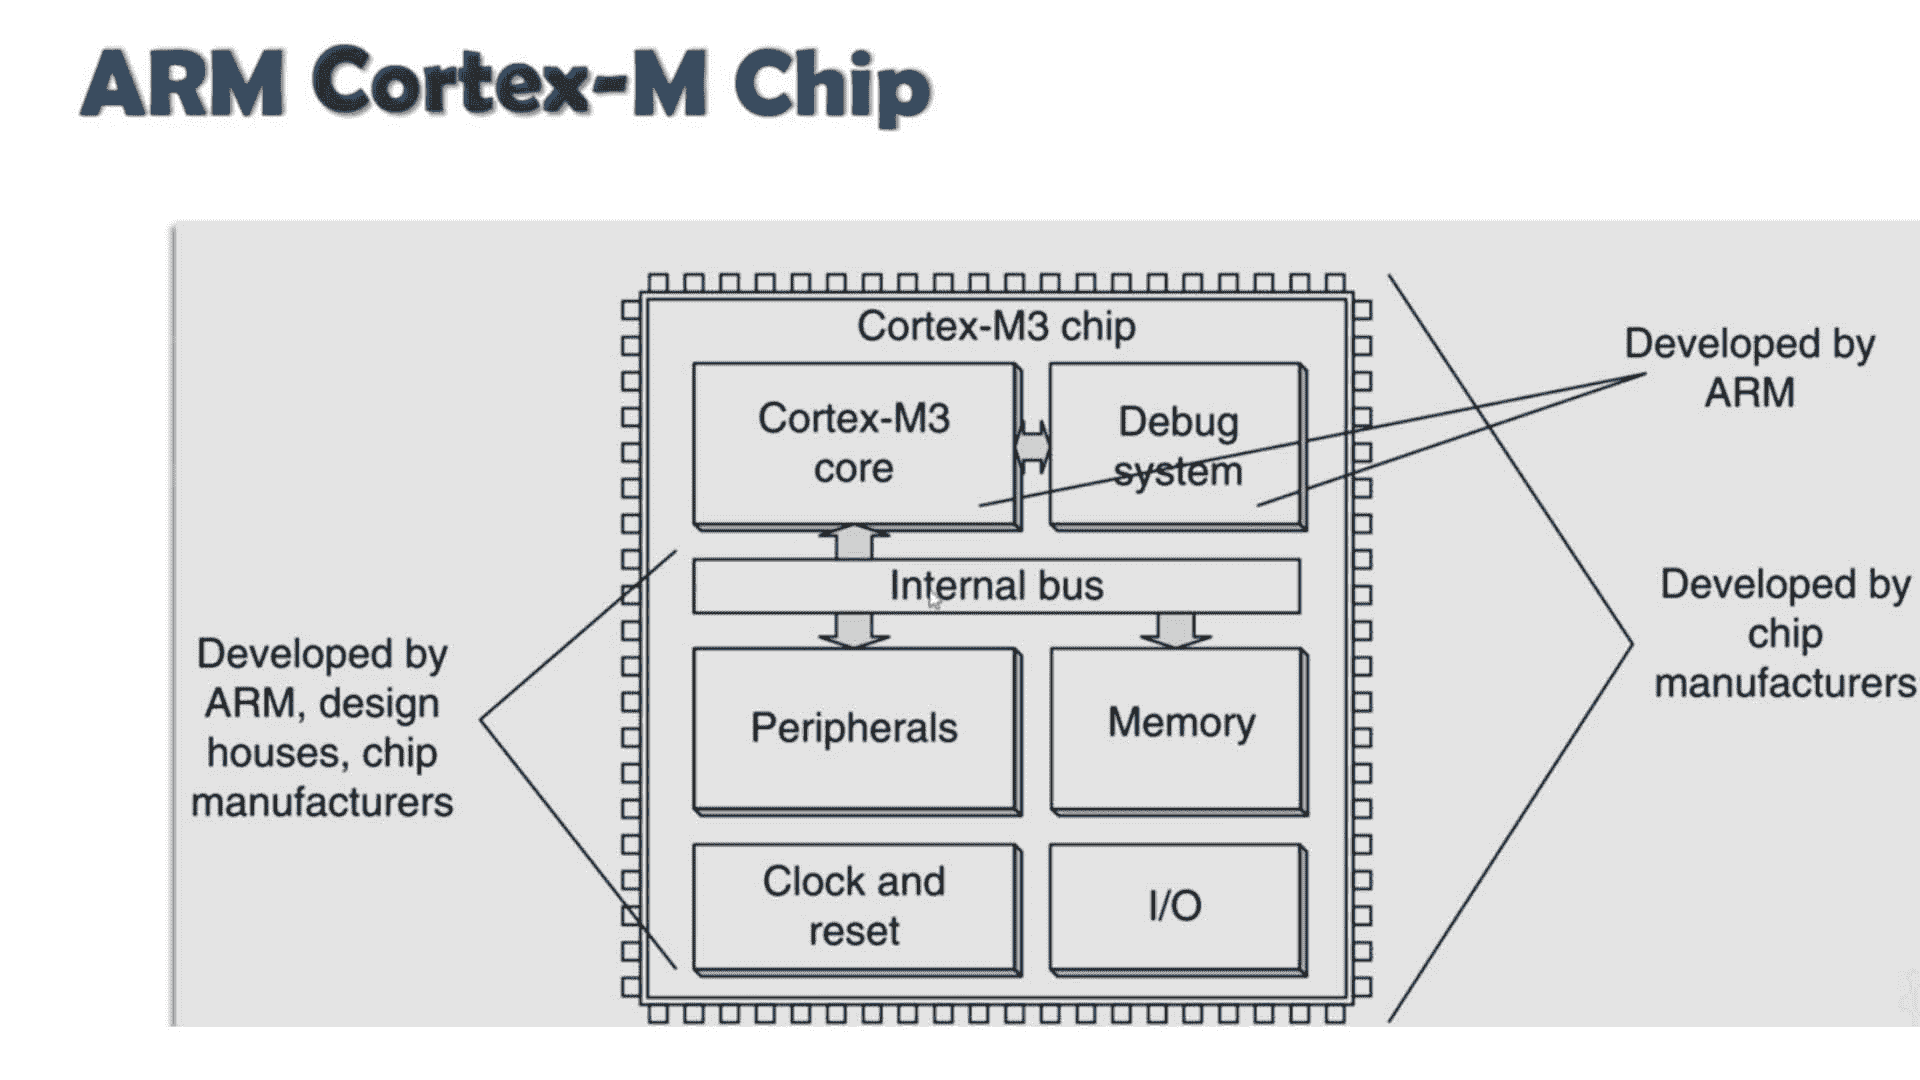 ARM Cortex-M Chip
Cortex-M3 chip
Cortex-M3
core
Debug
system
Developed by
ARM
Internal bus
Developed by
chip
manufacturers
Developed by
ARM, design
houses, chip
manufacturers
Peripherals
Memory
Clock and
reset
I/O